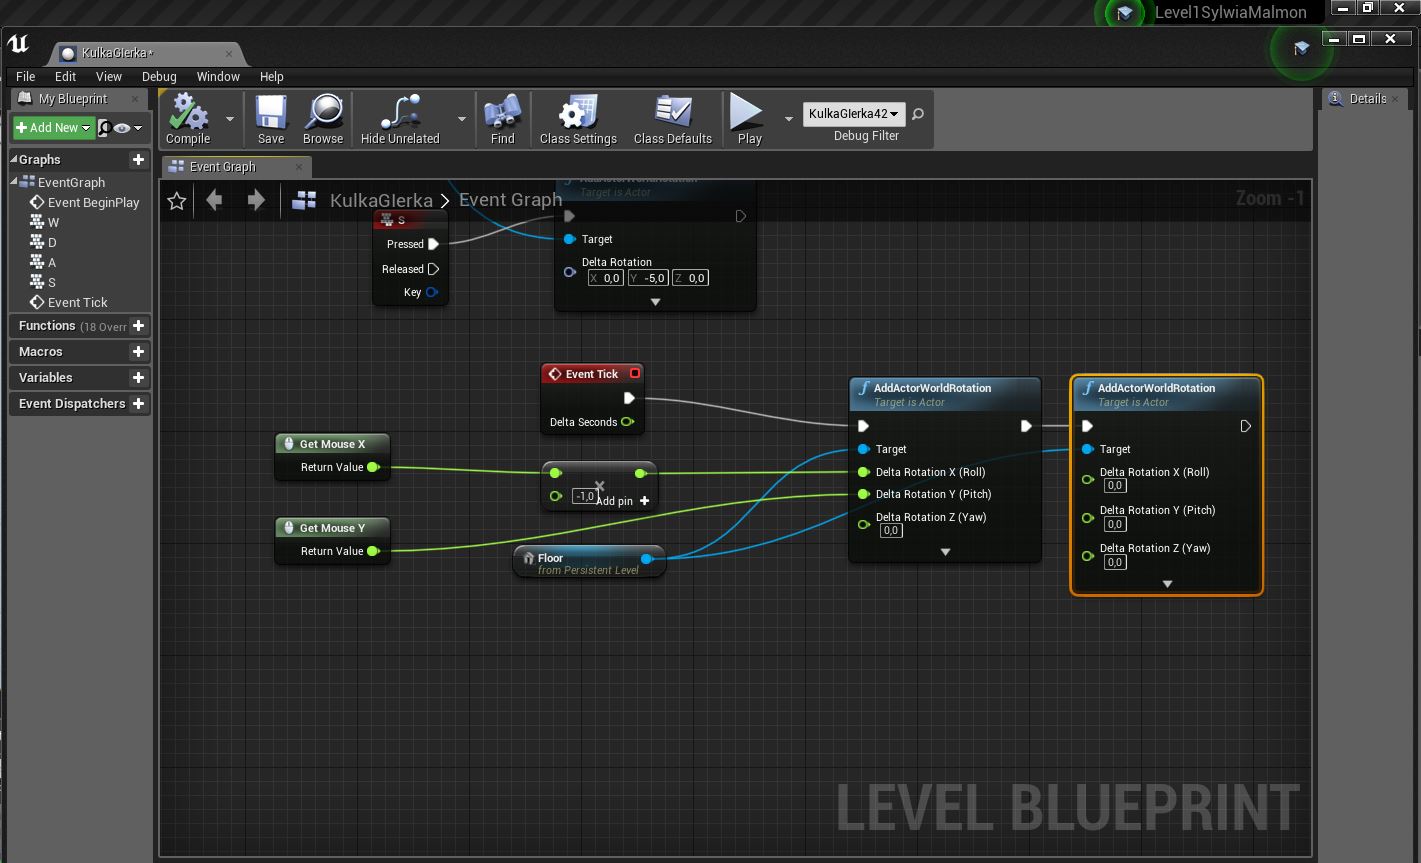 Level1SylwiaMalmon
KulkaGIerka*
File Edit View Debug Window Help
My Blueprint
Details
Add New
Compile
Save
Browse
Hide Unrelated
Find
Class Settings
Class Defaults
Play
KulkaGIerka42
Debug Filter
Graphs
EventGraph
Event BeginPlay
W
D
A
S
Event Tick
Functions (18 Overr
Macros
Variables
Event Dispatchers
Event Graph
KulkaGIerka > Event Graph
Zoom -1
AddActorWorldRotation
Target is Actor
S
Pressed
Released
Key
Target
Delta Rotation
X 0,0 Y -5,0 Z 0,0
Event Tick
Delta Seconds
Get Mouse X
Return Value
-1,0
Add pin +
Get Mouse Y
Return Value
Floor
from Persistent Level
AddActorWorldRotation
Target is Actor
Target
Delta Rotation X (Roll)
Delta Rotation Y (Pitch)
Delta Rotation Z (Yaw)
0,0
AddActorWorldRotation
Target is Actor
Target
Delta Rotation X (Roll)
0,0
Delta Rotation Y (Pitch)
0,0
Delta Rotation Z (Yaw)
0,0
LEVEL BLUEPRINT